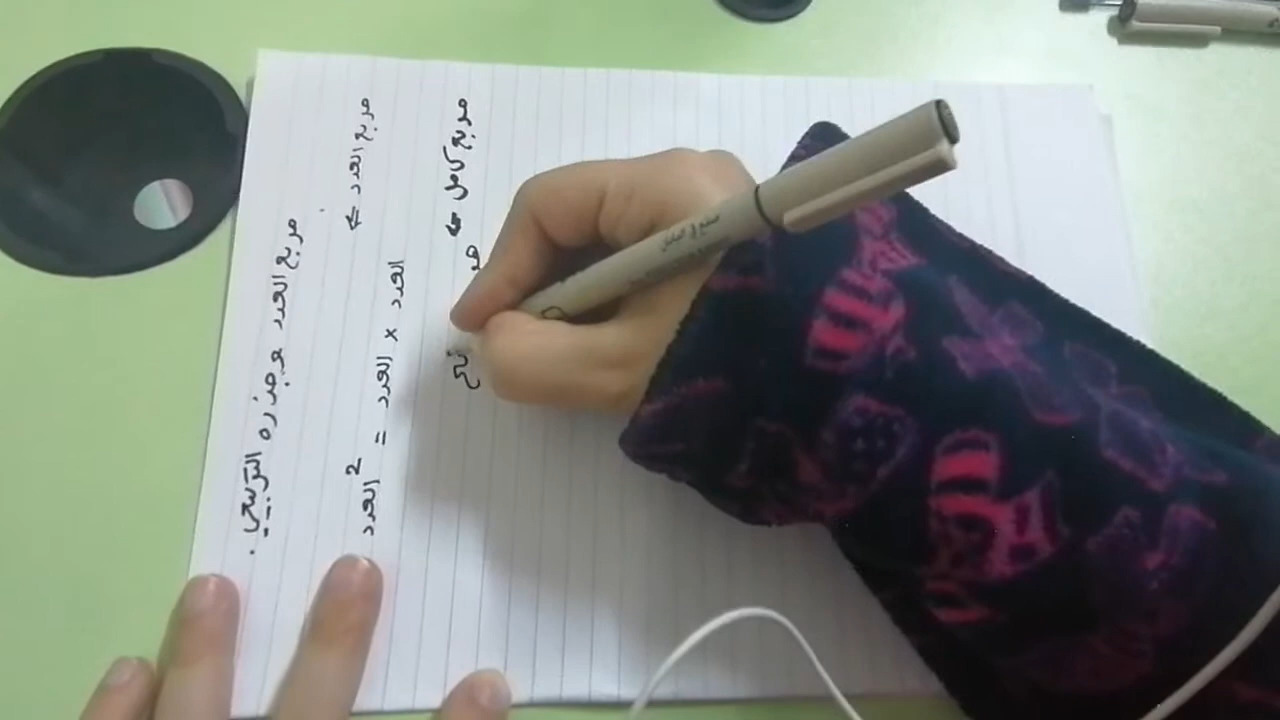 مربع العدد وجذره التربيعي.
مربع العدد ←
العدد² = العدد × العدد
مربع كامل ←